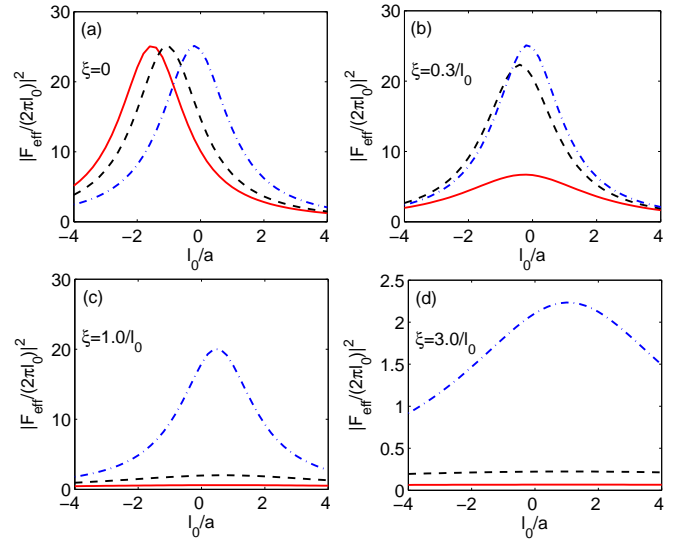 (a)
ξ=0
|F_eff/(2πl_0)|^2
30
20
10
0
−4 −2 0 2 4
l_0/a
(b)
ξ=0.3/l_0
|F_eff/(2πl_0)|^2
30
20
10
0
−4 −2 0 2 4
l_0/a
(c)
ξ=1.0/l_0
|F_eff/(2πl_0)|^2
30
20
10
0
−4 −2 0 2 4
l_0/a
(d)
ξ=3.0/l_0
|F_eff/(2πl_0)|^2
2.5
2
1.5
1
0.5
0
−4 −2 0 2 4
l_0/a